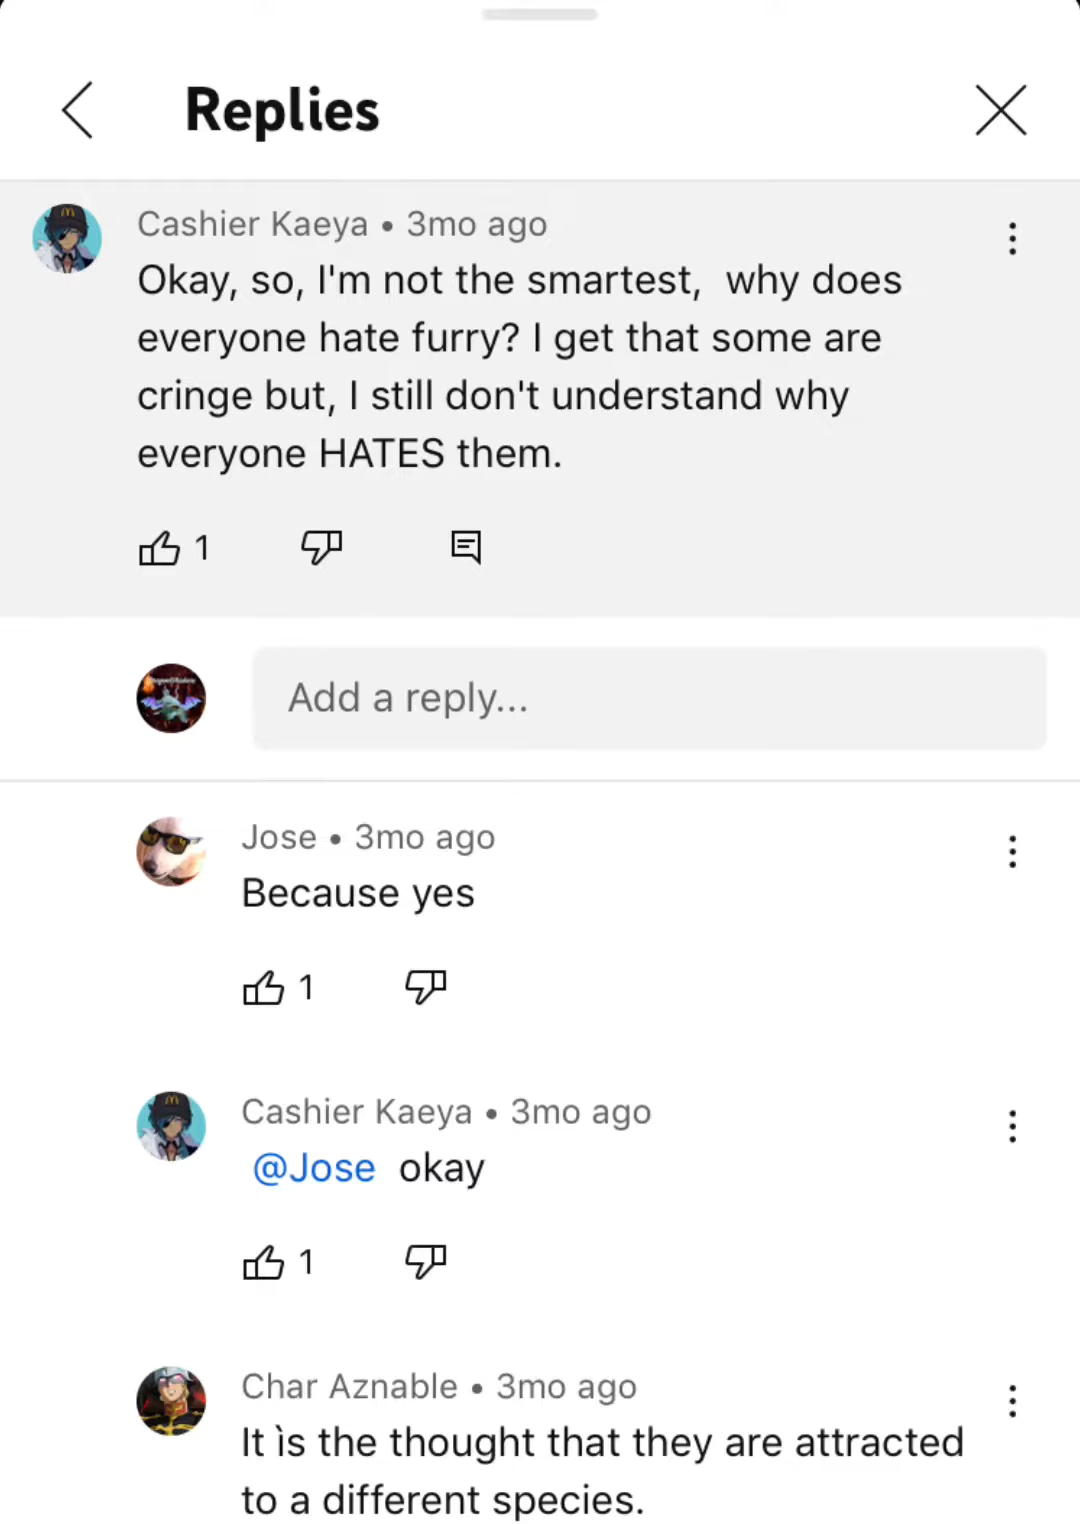 Replies
Cashier Kaeya • 3mo ago
Okay, so, I'm not the smartest,  why does
everyone hate furry? I get that some are
cringe but, I still don't understand why
everyone HATES them.
1
Add a reply...
Jose • 3mo ago
Because yes
1
Cashier Kaeya • 3mo ago
@Jose  okay
1
Char Aznable • 3mo ago
It ìs the thought that they are attracted
to a different species.